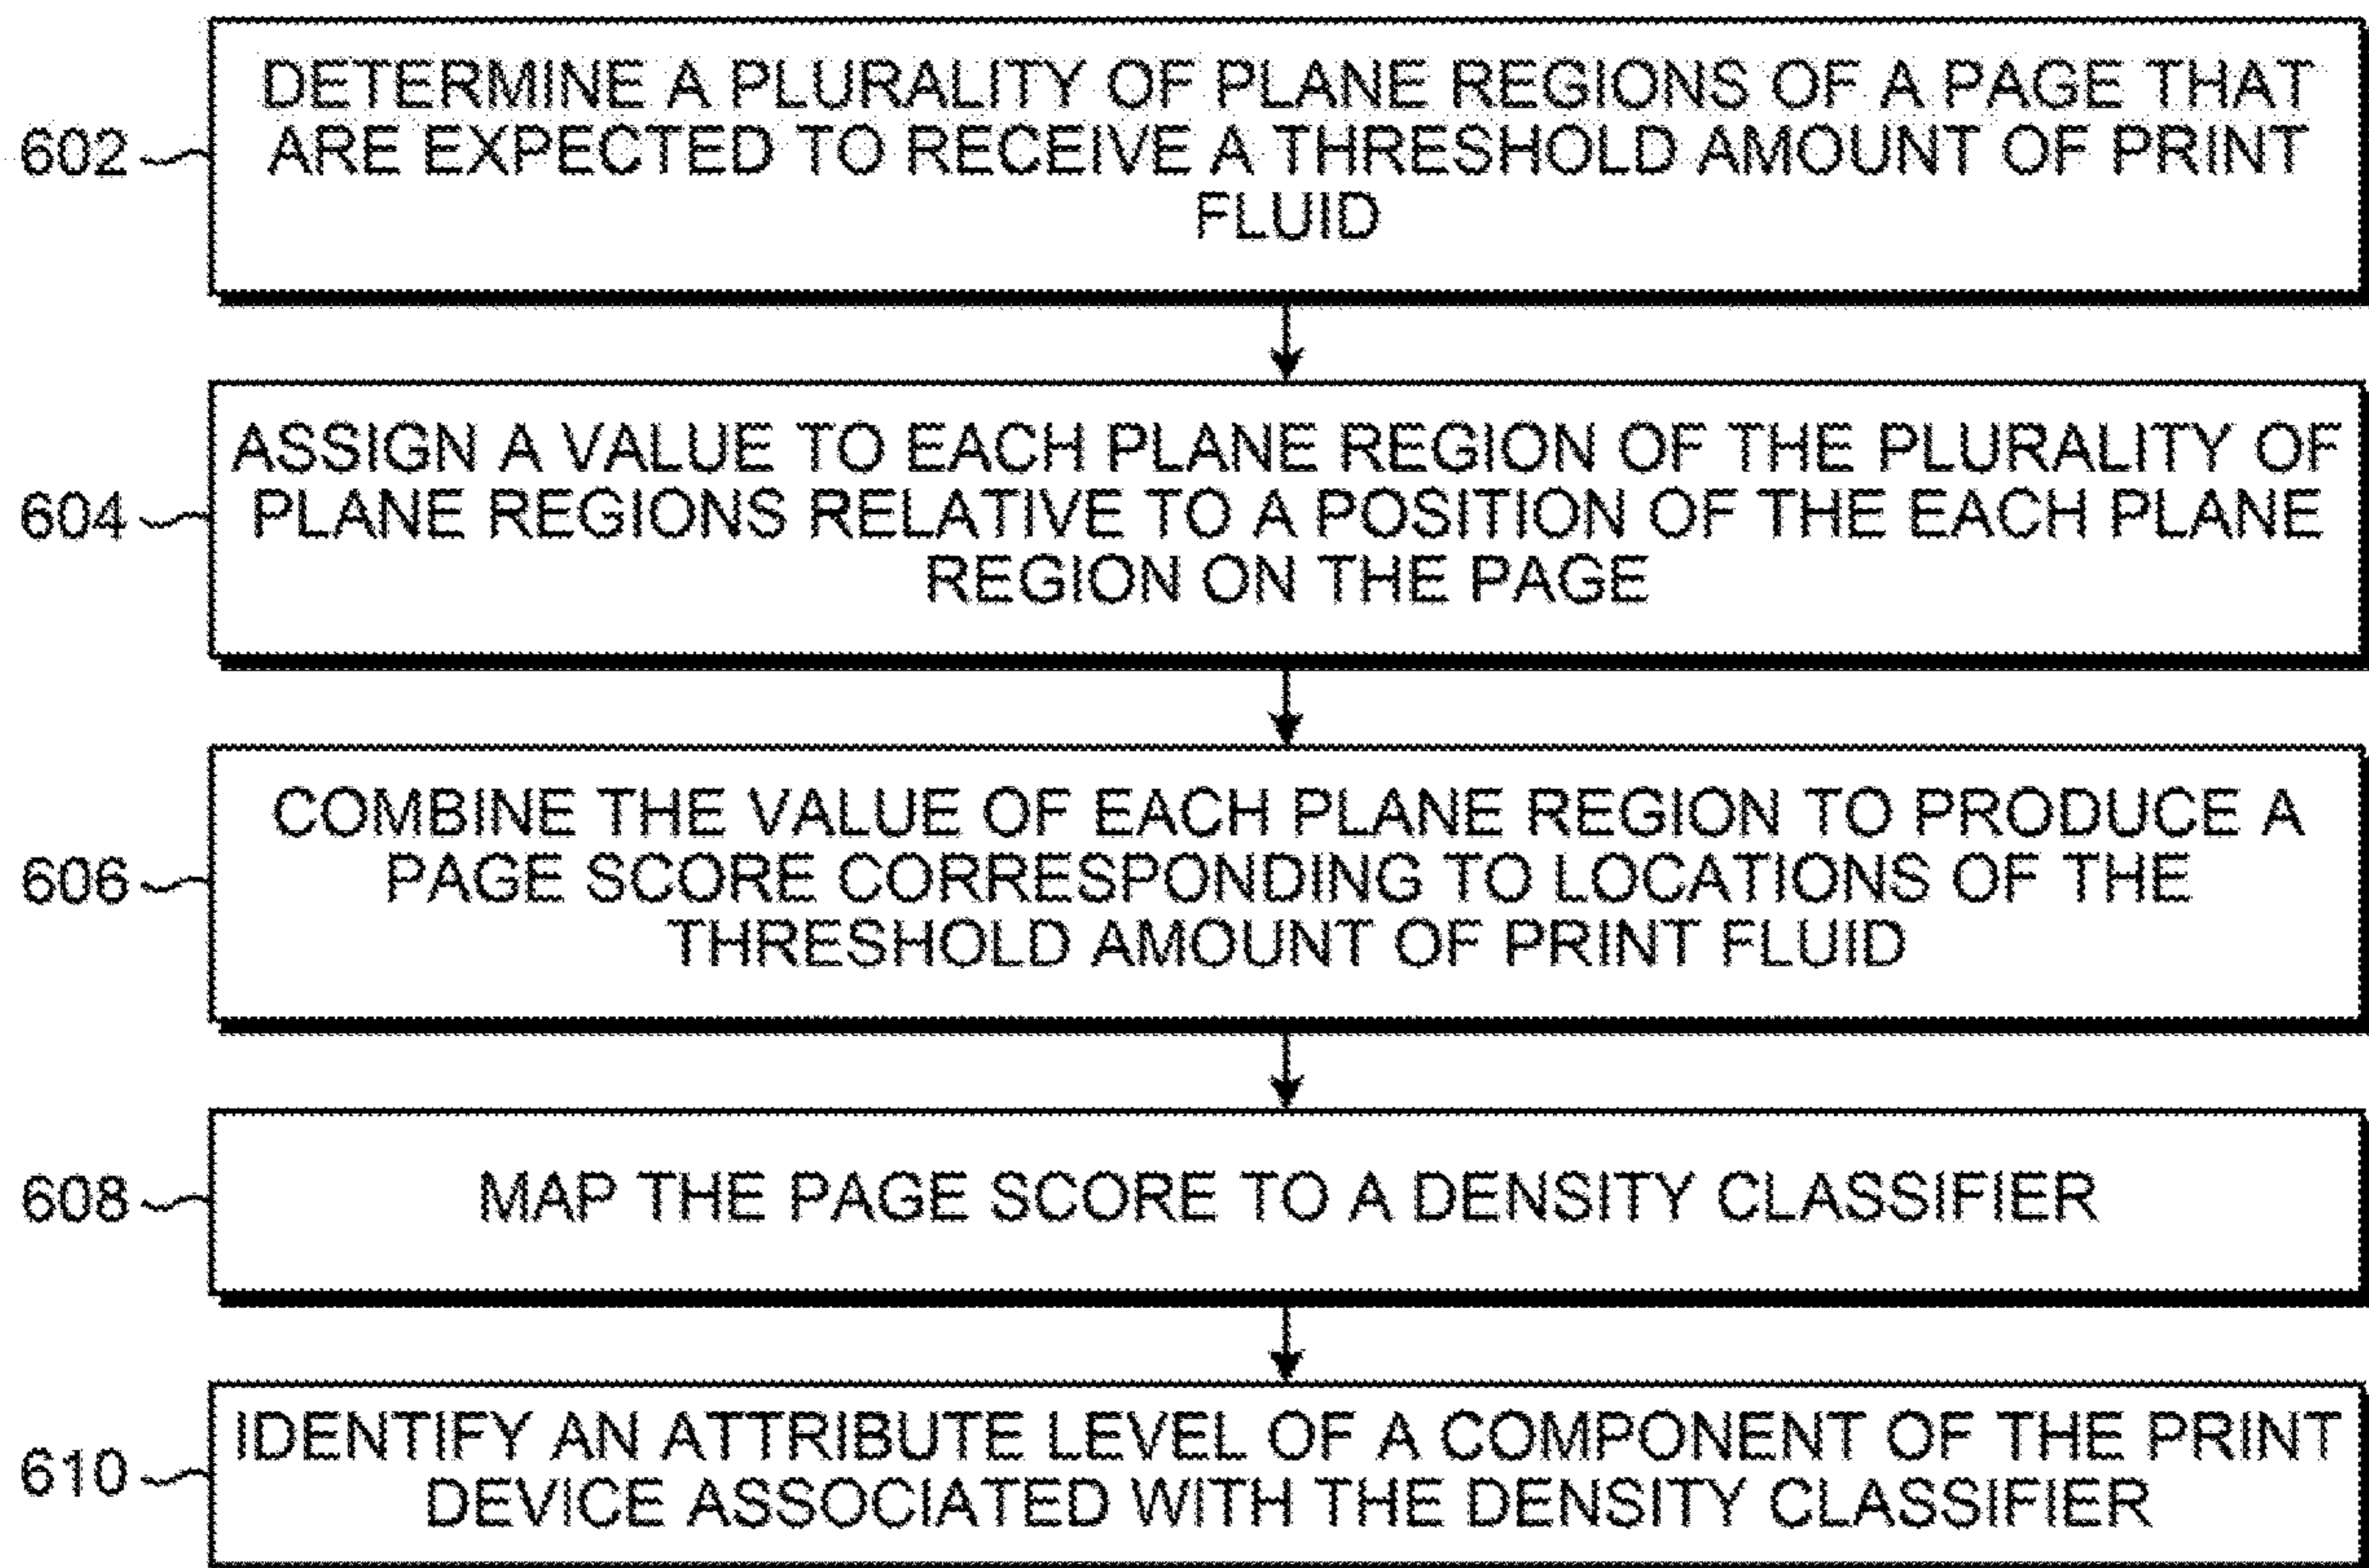 DETERMINE A PLURALITY OF PLANE REGIONS OF A PAGE THAT
602
ARE EXPECTED TO RECEIVE A THRESHOLD AMOUNT OF PRINT
FLUID
ASSIGN A VALUE TO EACH PLANE REGION OF THE PLURALITY OF
604
PLANE REGIONS RELATIVE TO A POSITION OF THE EACH PLANE
REGION ON THE PAGE
COMBINE THE VALUE OF EACH PLANE REGION TO PRODUCE A
606
PAGE SCORE CORRESPONDING TO LOCATIONS OF THE
THRESHOLD AMOUNT OF PRINT FLUID
608
MAP THE PAGE SCORE TO A DENSITY CLASSIFIER
IDENTIFY AN ATTRIBUTE LEVEL OF A COMPONENT OF THE PRINT
610
DEVICE ASSOCIATED WITH THE DENSITY CLASSIFIER